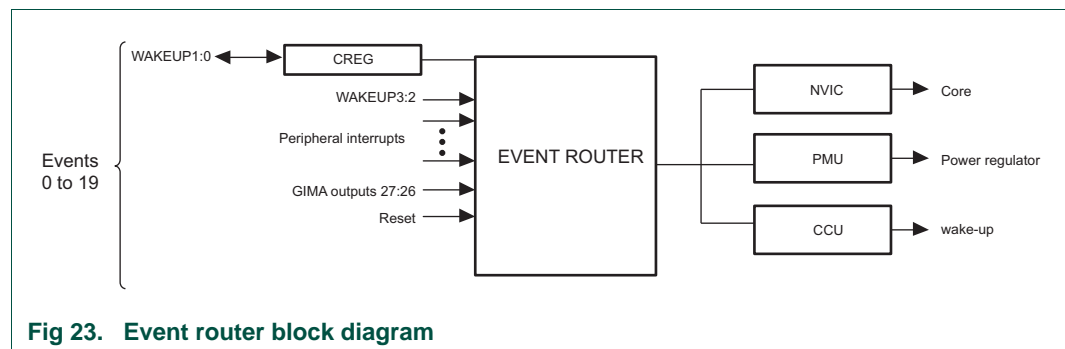 WAKEUP1:0
CREG
WAKEUP3:2
Peripheral interrupts
GIMA outputs 27:26
Reset
Events
0 to 19
EVENT ROUTER
NVIC
Core
PMU
Power regulator
CCU
wake-up
Fig 23. Event router block diagram